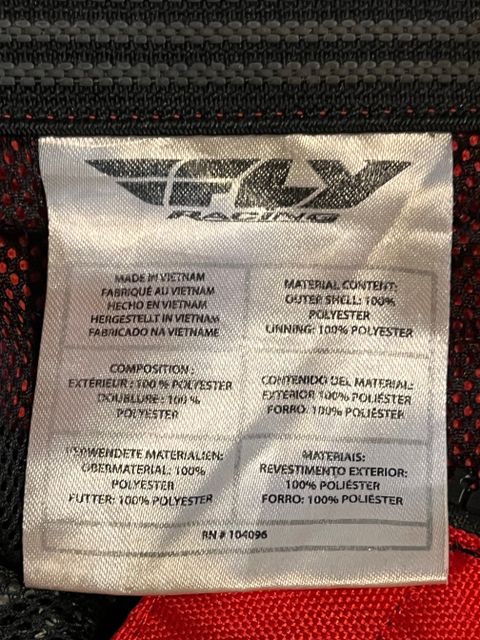 FLY
RACING
MADE IN VIETNAM
FABRIQUÉ AU VIETNAM
HECHO EN VIETNAM
HERGESTELLT IN VIETNAM
FABRICADO NA VIETNAME
MATERIAL CONTENT:
OUTER SHELL: 100%
POLYESTER
LINNING: 100% POLYESTER
COMPOSITION :
EXTÉRIEUR : 100 % POLYESTER
DOUBLURE : 100 %
POLYESTER
CONTENIDO DEL MATERIAL:
EXTERIOR 100% POLIÉSTER
FORRO: 100% POLIÉSTER
VERWENDETE MATERIALIEN:
OBERMATERIAL: 100%
POLYESTER
FUTTER: 100% POLYESTER
MATERIAIS:
REVESTIMENTO EXTERIOR:
100% POLIÉSTER
FORRO: 100% POLIÉSTER
RN # 104096